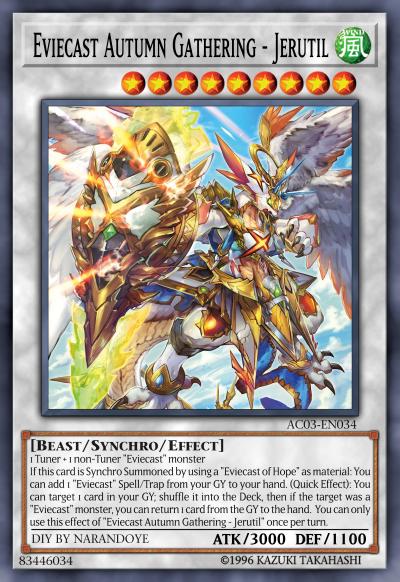 Eviecast Autumn Gathering - Jerutil
WIND
風
AC03-EN034
[Beast/Synchro/Effect]
1 Tuner + 1 non-Tuner "Eviecast" monster
If this card is Synchro Summoned by using a "Eviecast of Hope" as material: You
can add 1 "Eviecast" Spell/Trap from your GY to your hand. (Quick Effect): You
can target 1 card in your GY; shuffle it into the Deck, then if the target was a
"Eviecast" monster, you can return 1 card from the GY to the hand. You can only
use this effect of "Eviecast Autumn Gathering - Jerutil" once per turn.
DIY BY NARANDOYE
ATK/3000 DEF/1100
83446034
©1996 KAZUKI TAKAHASHI